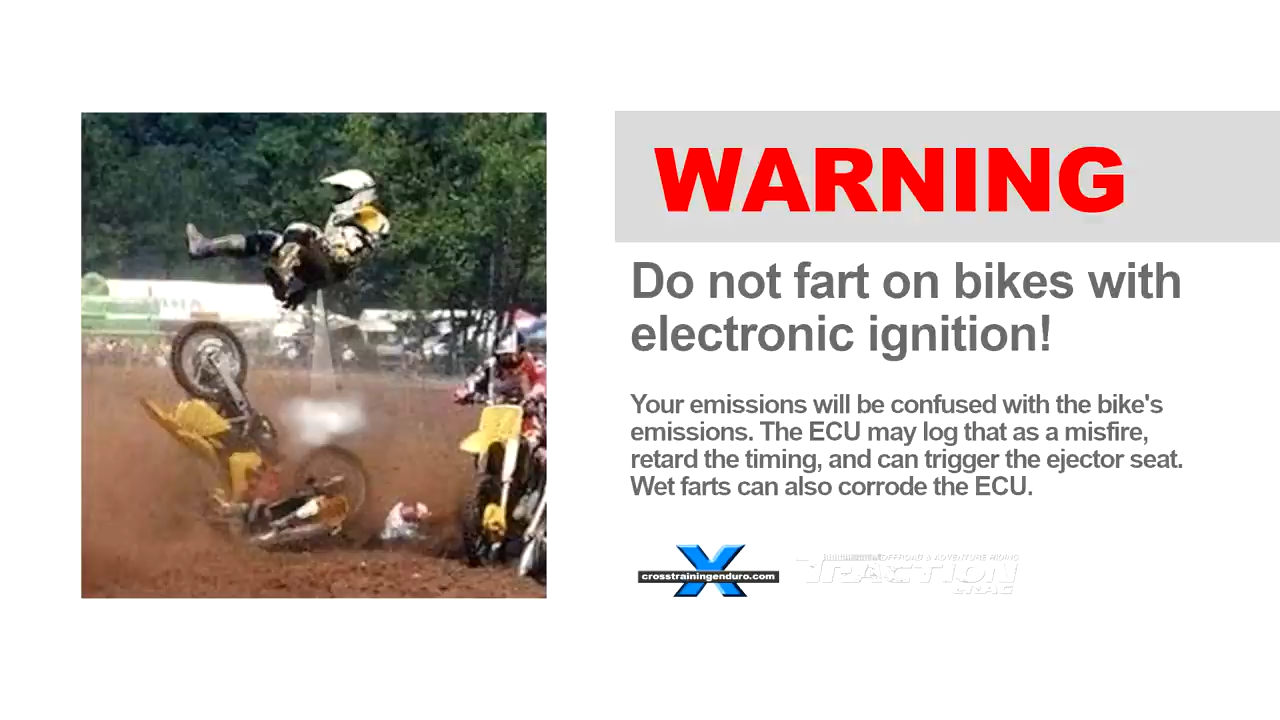 WARNING
Do not fart on bikes with
electronic ignition!
Your emissions will be confused with the bike's
emissions. The ECU may log that as a misfire,
retard the timing, and can trigger the ejector seat.
Wet farts can also corrode the ECU.
crosstrainingenduro.com
OFFROAD & ADVENTURE RIDING
TRACTION
eRAG